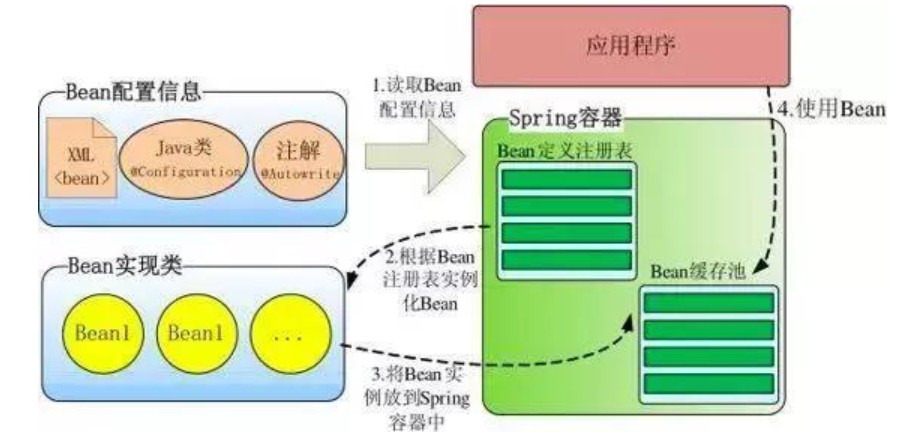 应用程序
Bean配置信息
1.读取Bean
配置信息
4.使用Bean
Spring容器
XML
<bean>
Java类
@Configuration
注解
@Autowrite
Bean定义注册表
2.根据Bean
注册表实例
化Bean
Bean实现类
Bean缓存池
Bean1
Bean1
...
3.将Bean实
例放到Spring
容器中